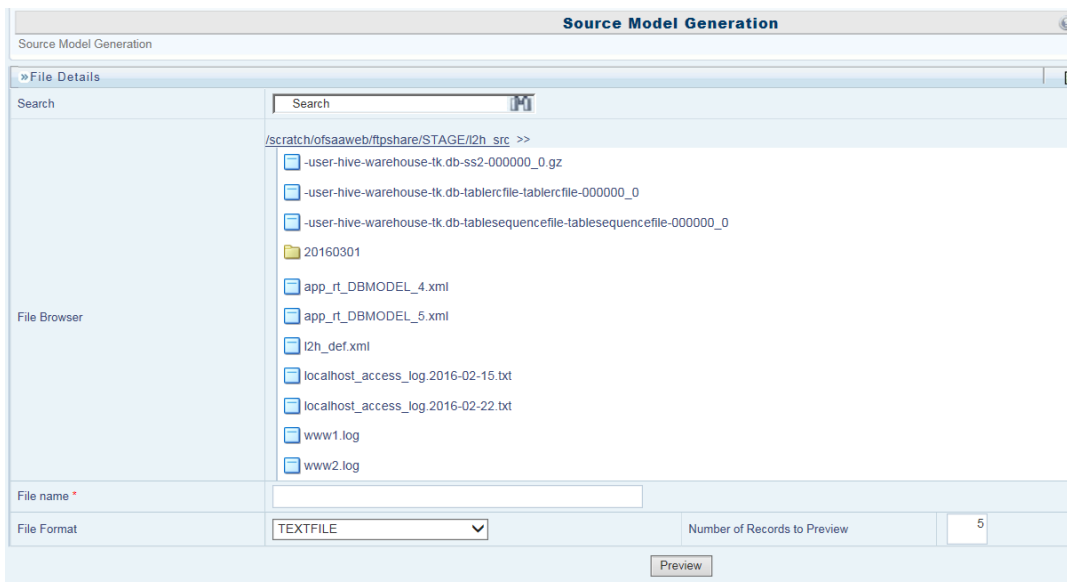 Source Model Generation
Source Model Generation
»File Details
Search Search
/scratch/ofsaaweb/ftpshare/STAGE/l2h_src >>
-user-hive-warehouse-tk.db-ss2-000000_0.gz
-user-hive-warehouse-tk.db-tablercfile-tablercfile-000000_0
-user-hive-warehouse-tk.db-tablesequencefile-tablesequencefile-000000_0
20160301
app_rt_DBMODEL_4.xml
File Browser app_rt_DBMODEL_5.xml
l2h_def.xml
localhost_access_log.2016-02-15.txt
localhost_access_log.2016-02-22.txt
www1.log
www2.log
File name *
File Format TEXTFILE Number of Records to Preview 5
Preview